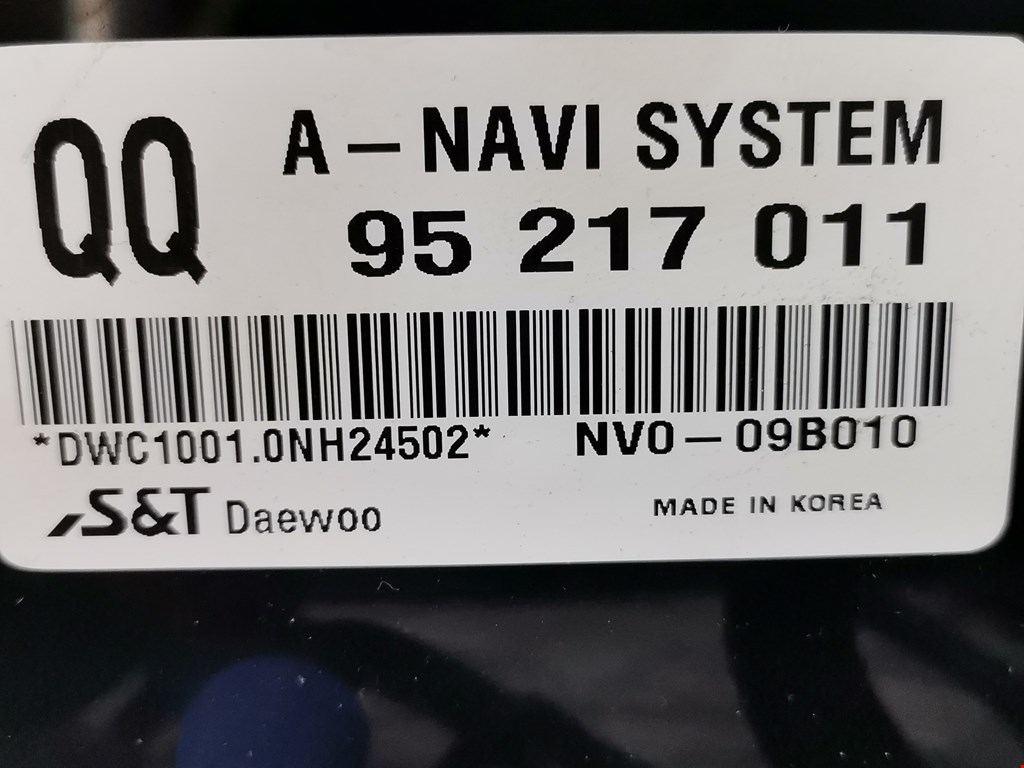 QQ
A-NAVI SYSTEM
95 217 011
*DWC1001.0NH24502*
NV0-09B010
S&T Daewoo
MADE IN KOREA